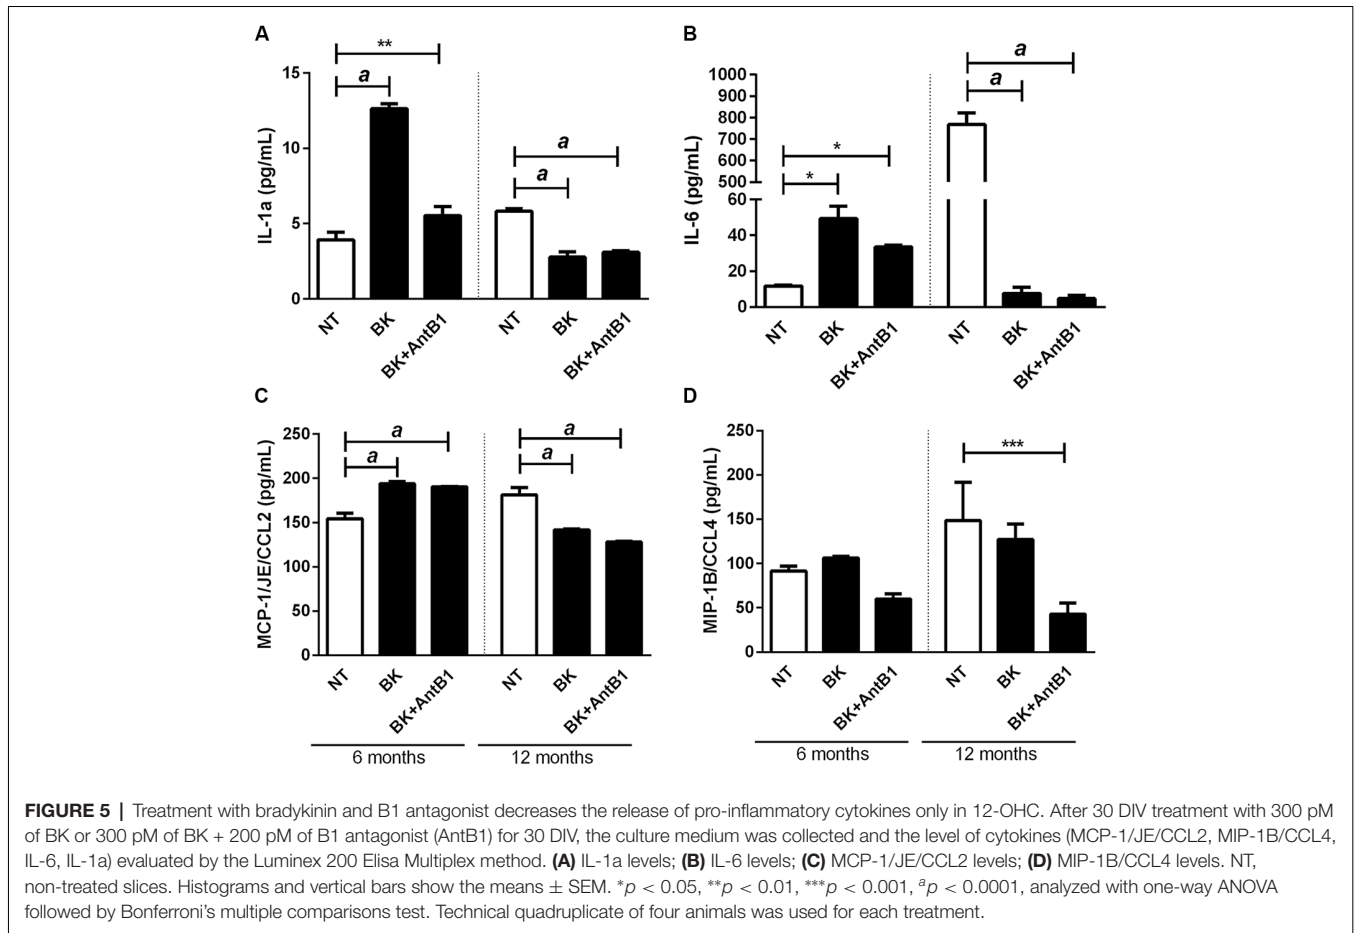 A
**
a
a
a
IL-1a (pg/mL)
15
10
5
0
NT
BK
BK+AntB1
NT
BK
BK+AntB1
B
a
a
*
*
IL-6 (pg/mL)
1000
900
800
700
600
500
60
40
20
0
NT
BK
BK+AntB1
NT
BK
BK+AntB1
C
a
a
a
a
MCP-1/JE/CCL2 (pg/mL)
250
200
150
100
50
0
NT
BK
BK+AntB1
NT
BK
BK+AntB1
6 months
12 months
D
***
MIP-1B/CCL4 (pg/mL)
250
200
150
100
50
0
NT
BK
BK+AntB1
NT
BK
BK+AntB1
6 months
12 months
FIGURE 5 | Treatment with bradykinin and B1 antagonist decreases the release of pro-inflammatory cytokines only in 12-OHC. After 30 DIV treatment with 300 pM
of BK or 300 pM of BK + 200 pM of B1 antagonist (AntB1) for 30 DIV, the culture medium was collected and the level of cytokines (MCP-1/JE/CCL2, MIP-1B/CCL4,
IL-6, IL-1a) evaluated by the Luminex 200 Elisa Multiplex method. (A) IL-1a levels; (B) IL-6 levels; (C) MCP-1/JE/CCL2 levels; (D) MIP-1B/CCL4 levels. NT,
non-treated slices. Histograms and vertical bars show the means ± SEM. *p < 0.05, **p < 0.01, ***p < 0.001, ᵃp < 0.0001, analyzed with one-way ANOVA
followed by Bonferroni's multiple comparisons test. Technical quadruplicate of four animals was used for each treatment.